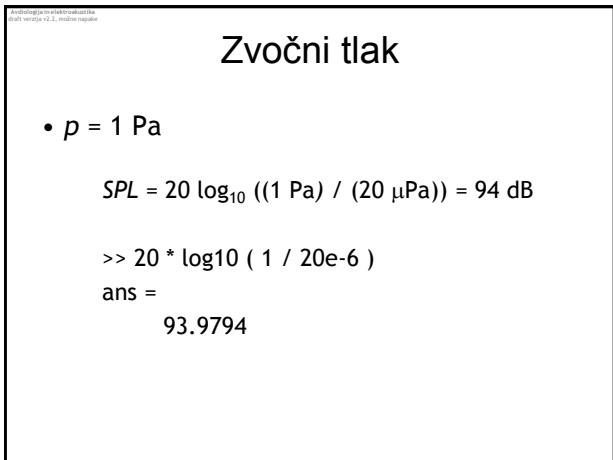 Avdiologija in elektroakustika
draft verzija v2.2, možne napake
Zvočni tlak
• p = 1 Pa
SPL = 20 log₁₀ ((1 Pa) / (20 μPa)) = 94 dB
>> 20 * log10 ( 1 / 20e-6 )
ans =
93.9794